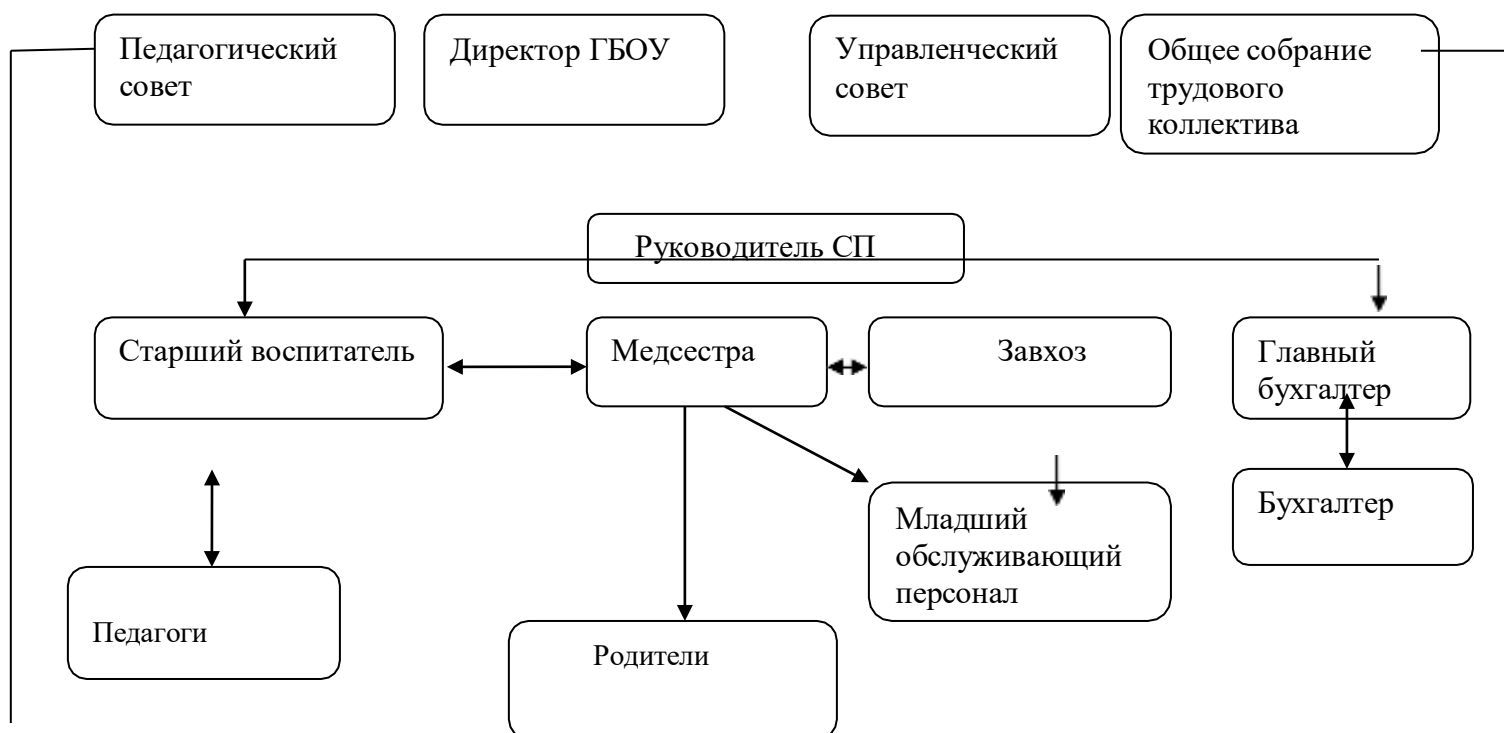 Педагогический
совет
Директор ГБОУ
Управленческий
совет
Общее собрание
трудового
коллектива
Руководитель СП
Старший воспитатель
Медсестра
Завхоз
Главный
бухгалтер
Младший
обслуживающий
персонал
Бухгалтер
Педагоги
Родители